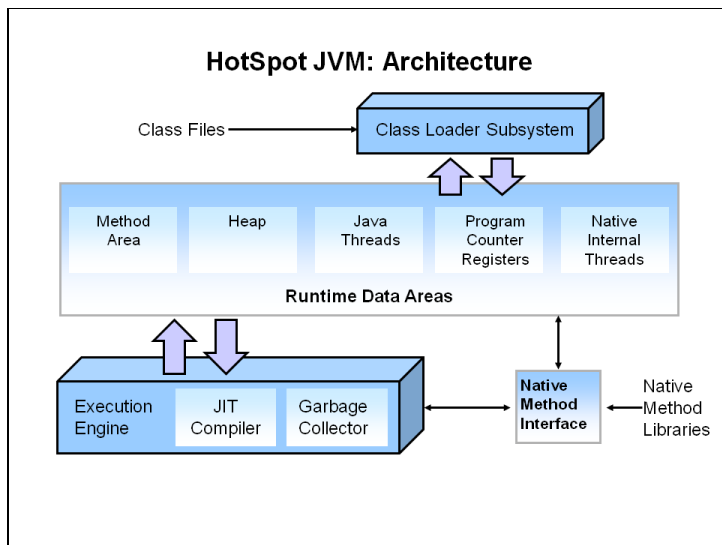 HotSpot JVM: Architecture
Class Files
Class Loader Subsystem
Method
Area
Heap
Java
Threads
Program
Counter
Registers
Native
Internal
Threads
Runtime Data Areas
Execution
Engine
JIT
Compiler
Garbage
Collector
Native
Method
Interface
Native
Method
Libraries